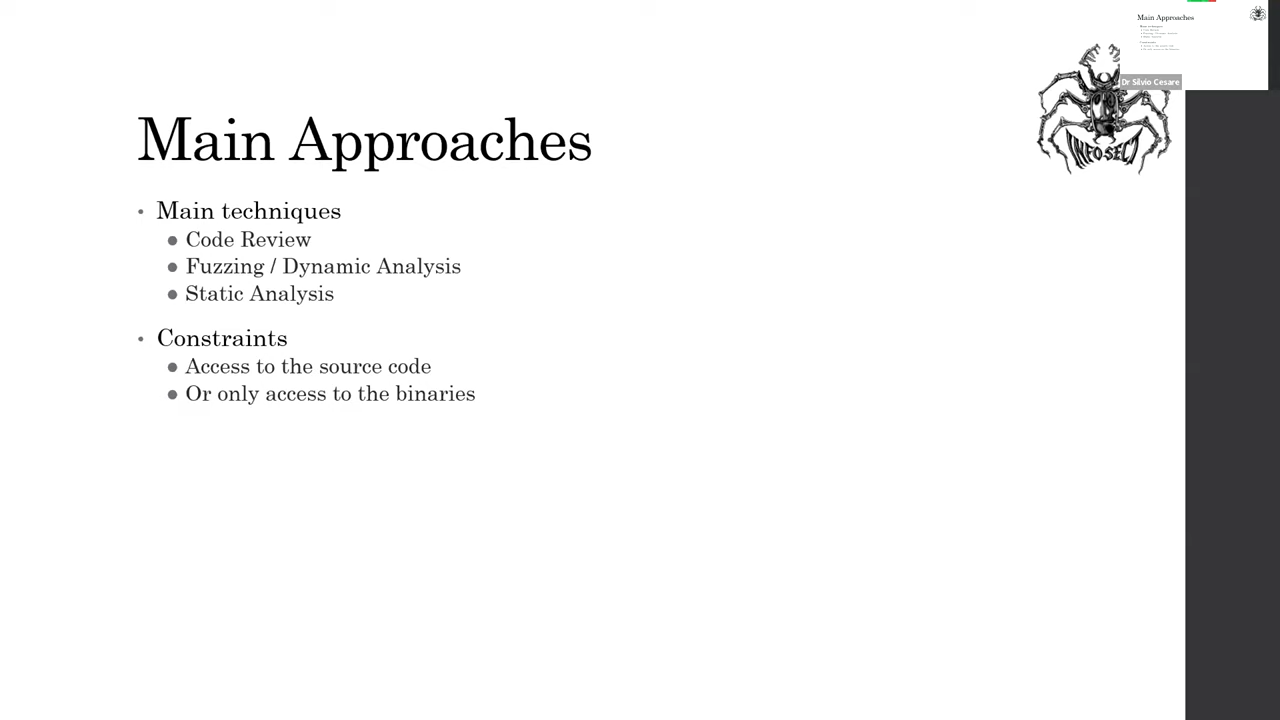 Main Approaches
Main techniques
Code Review
Fuzzing / Dynamic Analysis
Static Analysis
Constraints
Access to the source code
Or only access to the binaries
INFOSECT
Main Approaches
Dr Silvio Cesare